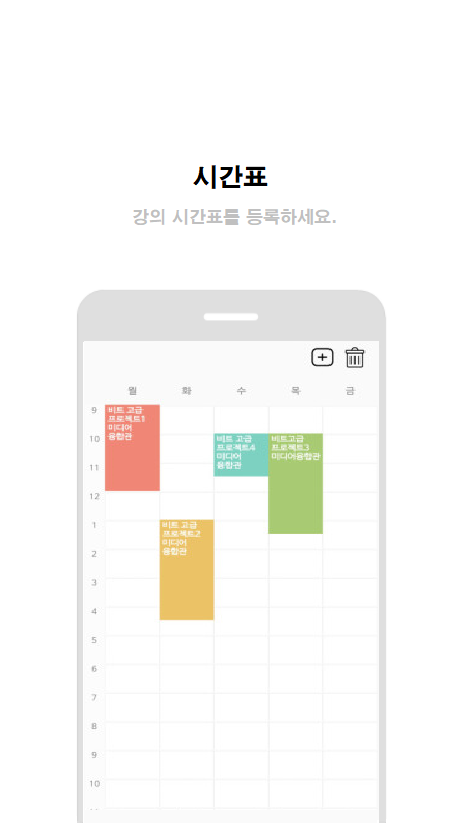 시간표
강의 시간표를 등록하세요.
월 화 수 목 금
9
비트 고급
프로젝트1
미디어
융합관
10
비트 고급
프로젝트4
미디어
융합관
비트고급
프로젝트3
미디어융합관
11
12
1
비트 고급
프로젝트2
미디어
융합관
2
3
4
5
6
7
8
9
10